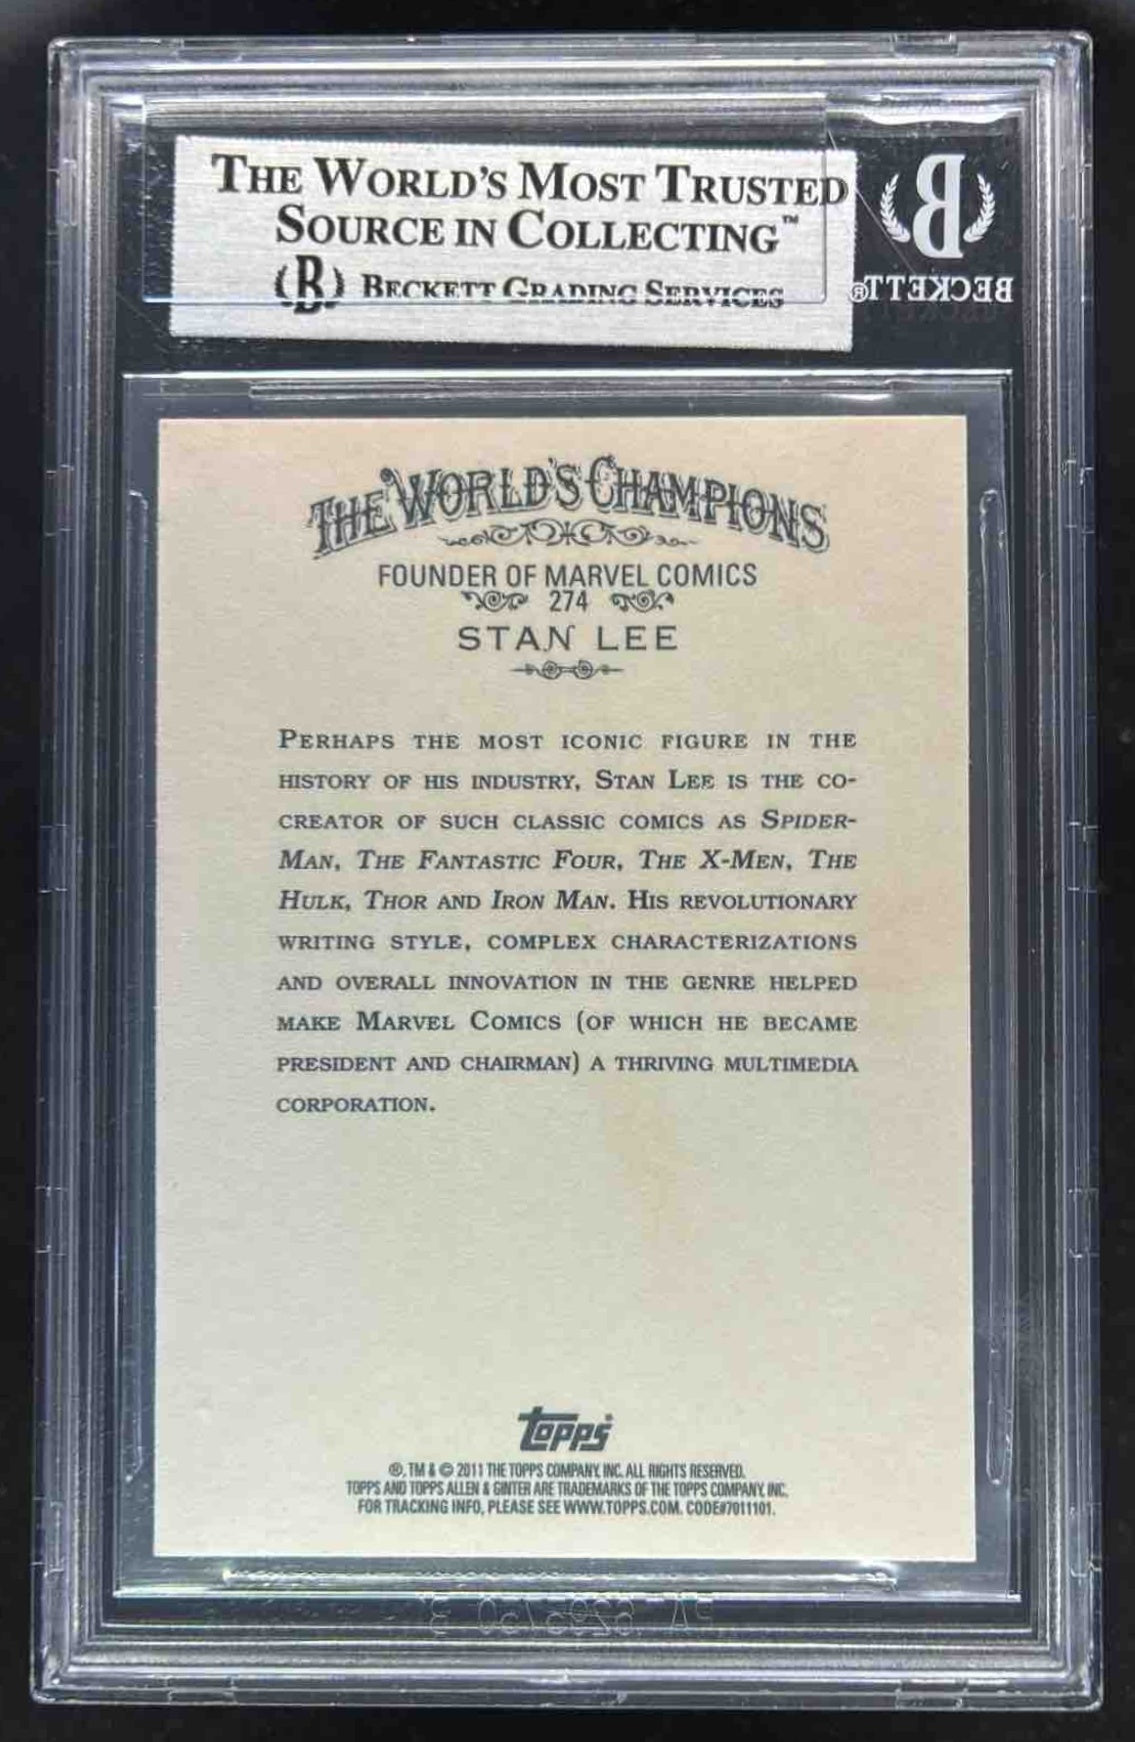 THE WORLD'S MOST TRUSTED
SOURCE IN COLLECTING™
(B) BECKETT GRADING SERVICES
B
BECKETT®
THE WORLD'S CHAMPIONS
FOUNDER OF MARVEL COMICS
274
STAN LEE
PERHAPS THE MOST ICONIC FIGURE IN THE
HISTORY OF HIS INDUSTRY, STAN LEE IS THE CO-
CREATOR OF SUCH CLASSIC COMICS AS SPIDER-
MAN, THE FANTASTIC FOUR, THE X-MEN, THE
HULK, THOR AND IRON MAN. HIS REVOLUTIONARY
WRITING STYLE, COMPLEX CHARACTERIZATIONS
AND OVERALL INNOVATION IN THE GENRE HELPED
MAKE MARVEL COMICS (OF WHICH HE BECAME
PRESIDENT AND CHAIRMAN) A THRIVING MULTIMEDIA
CORPORATION.
topps®
®, TM & © 2011 THE TOPPS COMPANY, INC. ALL RIGHTS RESERVED.
TOPPS AND TOPPS ALLEN & GINTER ARE TRADEMARKS OF THE TOPPS COMPANY, INC.
FOR TRACKING INFO, PLEASE SEE WWW.TOPPS.COM. CODE#7011101.